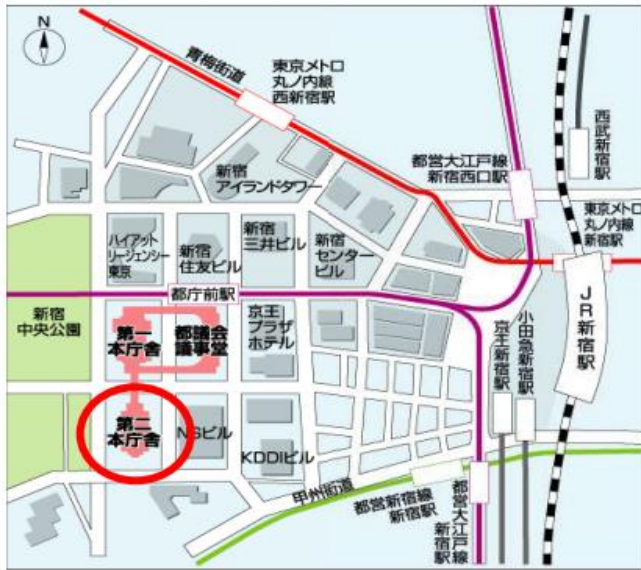 N
青梅街道
東京メトロ
丸ノ内線
西新宿駅
西武新宿駅
都営大江戸線
新宿西口駅
新宿
アイランドタワー
東京メトロ
丸ノ内線
新宿駅
ハイアット
リージェンシー
東京
新宿
住友ビル
新宿
三井ビル
新宿
センター
ビル
都庁前駅
JR新宿駅
小田急新宿駅
京王新宿駅
新宿
中央公園
第一
本庁舎
都議会
議事堂
京王
プラザ
ホテル
第二
本庁舎
NSビル
KDDIビル
甲州街道
都営新宿線
新宿駅
都営大江戸線
新宿駅